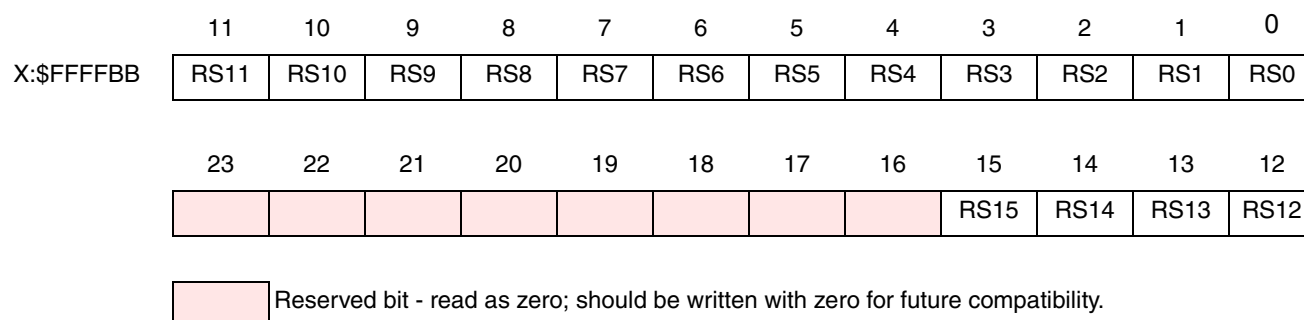 11 10 9 8 7 6 5 4 3 2 1 0
X:$FFFFBB RS11 RS10 RS9 RS8 RS7 RS6 RS5 RS4 RS3 RS2 RS1 RS0
23 22 21 20 19 18 17 16 15 14 13 12
RS15 RS14 RS13 RS12
Reserved bit - read as zero; should be written with zero for future compatibility.